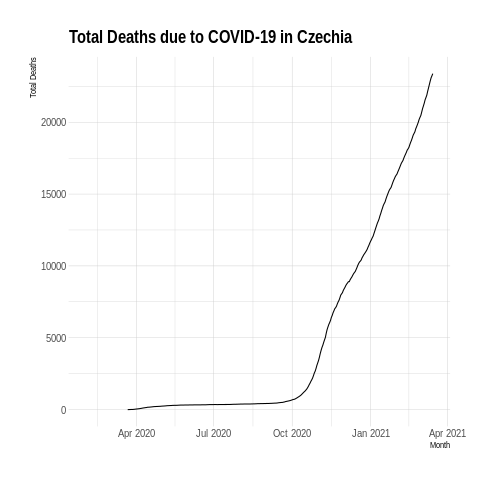 Total Deaths due to COVID-19 in Czechia
Total Deaths
20000
15000
10000
5000
0
Apr 2020 Jul 2020 Oct 2020 Jan 2021 Apr 2021
Month